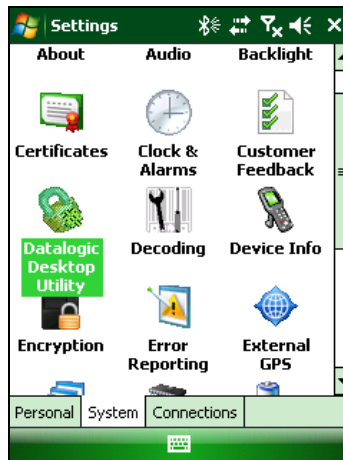 Settings
About Audio Backlight
Certificates Clock & Customer
Alarms Feedback
Datalogic Decoding Device Info
Desktop
Utility
Encryption Error External
Reporting GPS
Personal System Connections